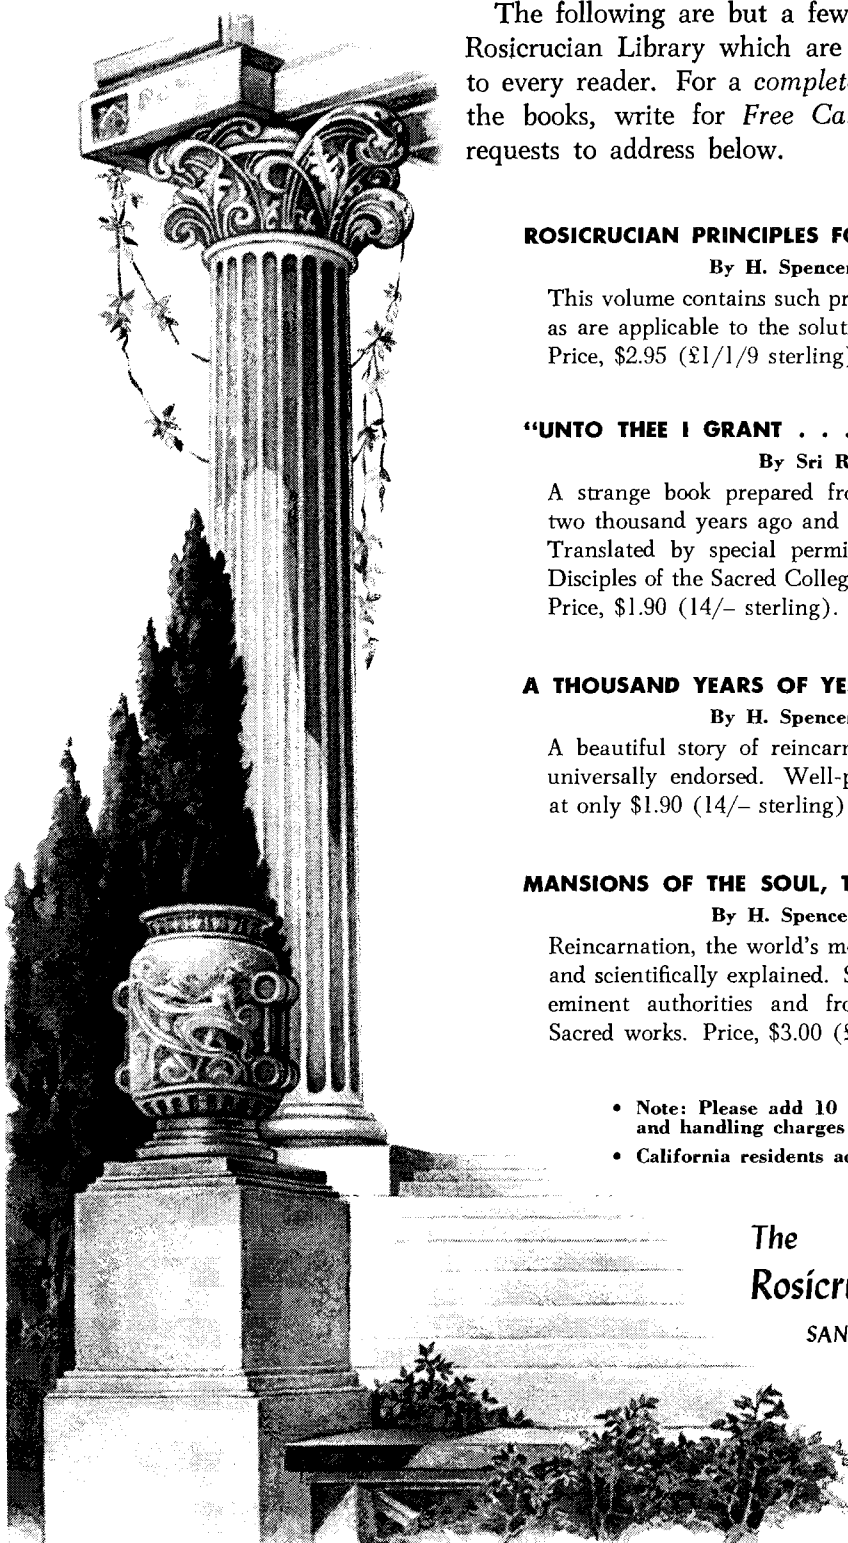 The following are but a few
Rosicrucian Library which are
to every reader. For a complet
the books, write for Free Ca
requests to address below.
ROSICRUCIAN PRINCIPLES FO
By H. Spencer
This volume contains such pr
as are applicable to the solut
Price, $2.95 (£1/1/9 sterling)
"UNTO THEE I GRANT . . .
By Sri R
A strange book prepared fro
two thousand years ago and
Translated by special permi
Disciples of the Sacred Colleg
Price, $1.90 (14/– sterling).
A THOUSAND YEARS OF YE
By H. Spencer
A beautiful story of reincarn
universally endorsed. Well-p
at only $1.90 (14/– sterling)
MANSIONS OF THE SOUL, T
By H. Spence
Reincarnation, the world's m
and scientifically explained. S
eminent authorities and fro
Sacred works. Price, $3.00 (£
• Note: Please add 10
and handling charges
• California residents ad
The
Rosicru
SAN